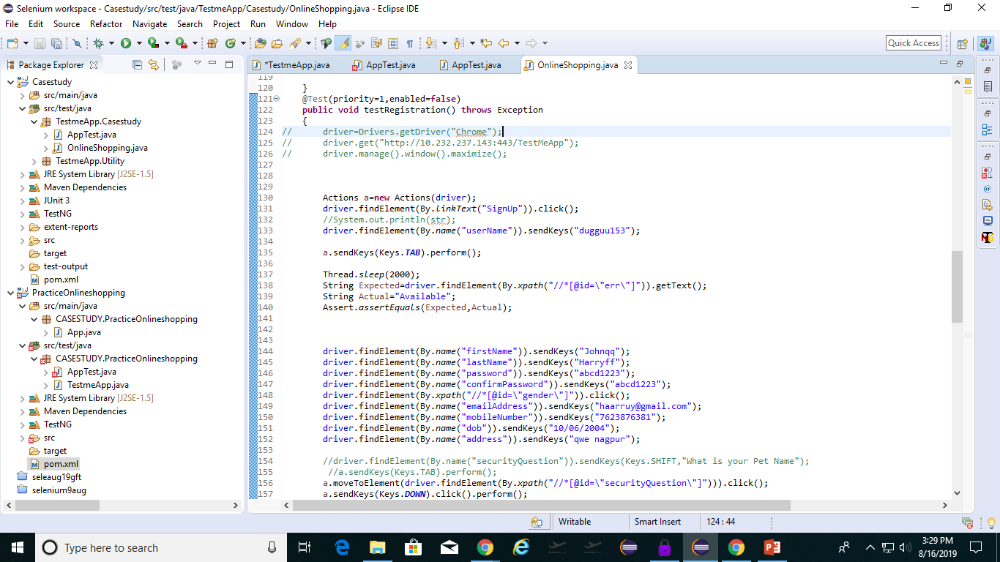 Selenium workspace - Casestudy/src/test/java/TestmeApp/Casestudy/OnlineShopping.java - Eclipse IDE
File Edit Source Refactor Navigate Search Project Run Window Help
Quick Access
Package Explorer
Casestudy
src/main/java
src/test/java
TestmeApp.Casestudy
AppTest.java
OnlineShopping.java
TestmeApp.Utility
JRE System Library [J2SE-1.5]
Maven Dependencies
JUnit 3
TestNG
extent-reports
src
target
test-output
pom.xml
PracticeOnlineshopping
src/main/java
CASESTUDY.PracticeOnlineshopping
App.java
src/test/java
CASESTUDY.PracticeOnlineshopping
AppTest.java
TestmeApp.java
JRE System Library [J2SE-1.5]
Maven Dependencies
TestNG
src
target
pom.xml
seleaug19gft
selenium9aug
*TestmeApp.java AppTest.java AppTest.java OnlineShopping.java
119
120 }
121 @Test(priority=1,enabled=false)
122 public void testRegistration() throws Exception
123 {
124 // driver=Drivers.getDriver("Chrome");
125 // driver.get("http://10.232.237.143:443/TestMeApp");
126 // driver.manage().window().maximize();
127
128
129
130 Actions a=new Actions(driver);
131 driver.findElement(By.linkText("SignUp")).click();
132 //System.out.println(str);
133 driver.findElement(By.name("userName")).sendKeys("dugguu153");
134
135 a.sendKeys(Keys.TAB).perform();
136
137 Thread.sleep(2000);
138 String Expected=driver.findElement(By.xpath("//*[@id=\"err\"]")).getText();
139 String Actual="Available";
140 Assert.assertEquals(Expected,Actual);
141
142
143
144 driver.findElement(By.name("firstName")).sendKeys("Johnqq");
145 driver.findElement(By.name("lastName")).sendKeys("Harryff");
146 driver.findElement(By.name("password")).sendKeys("abcd1223");
147 driver.findElement(By.name("confirmPassword")).sendKeys("abcd1223");
148 driver.findElement(By.xpath("//*[@id=\"gender\"]")).click();
149 driver.findElement(By.name("emailAddress")).sendKeys("haarruy@gmail.com");
150 driver.findElement(By.name("mobileNumber")).sendKeys("7623876381");
151 driver.findElement(By.name("dob")).sendKeys("10/06/2004");
152 driver.findElement(By.name("address")).sendKeys("qwe nagpur");
153
154 //driver.findElement(By.name("securityQuestion")).sendKeys(Keys.SHIFT,"What is your Pet Name");
155 //a.sendKeys(Keys.TAB).perform();
156 a.moveToElement(driver.findElement(By.xpath("//*[@id=\"securityQuestion\"]"))).click();
157 a.sendKeys(Keys.DOWN).click().perform();
Writable Smart Insert 124 : 44
Type here to search
3:29 PM
8/16/2019